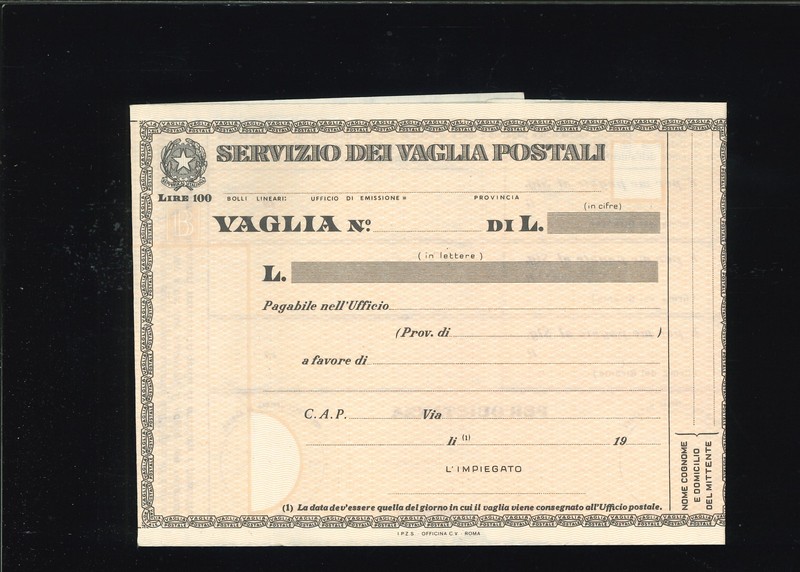 SERVIZIO DEI VAGLIA POSTALI
LIRE 100
BOLLI LINEARI: UFFICIO DI EMISSIONE PROVINCIA
(in cifre)
VAGLIA N.º DI L.
(in lettere)
L.
Pagabile nell'Ufficio
(Prov. di )
a favore di
C.A.P. Via
li (1) 19
L'IMPIEGATO
(1) La data dev'essere quella del giorno in cui il vaglia viene consegnato all'Ufficio postale.
NOME COGNOME
E DOMICILIO
DEL MITTENTE
I.P.Z.S. - OFFICINA C.V. - ROMA